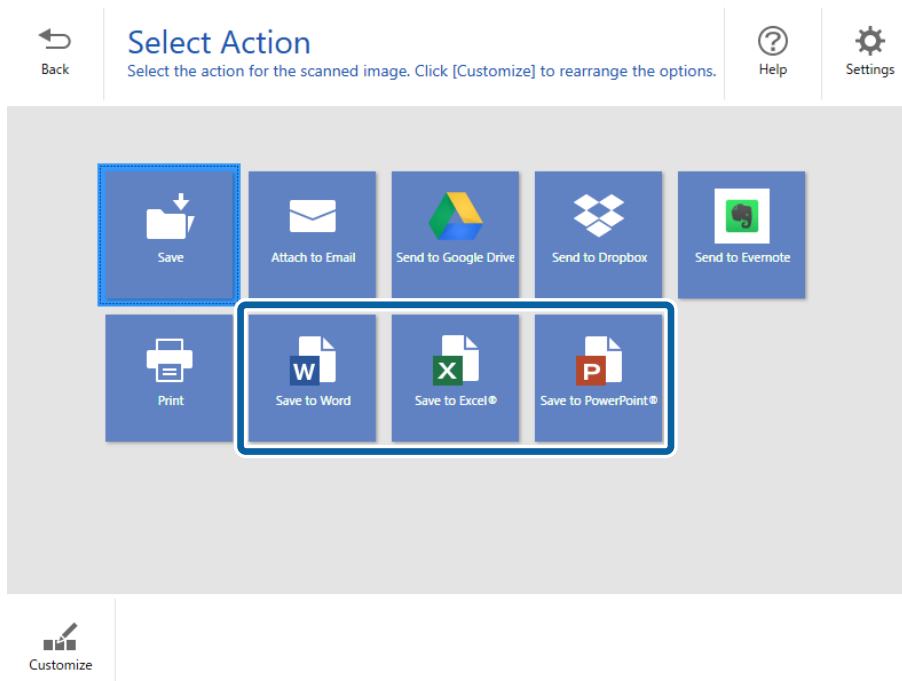 Select Action
Back
Select the action for the scanned image. Click [Customize] to rearrange the options.
Help
Settings
Save
Attach to Email
Send to Google Drive
Send to Dropbox
Send to Evernote
Print
W
Save to Word
X
Save to Excel®
P
Save to PowerPoint®
Customize